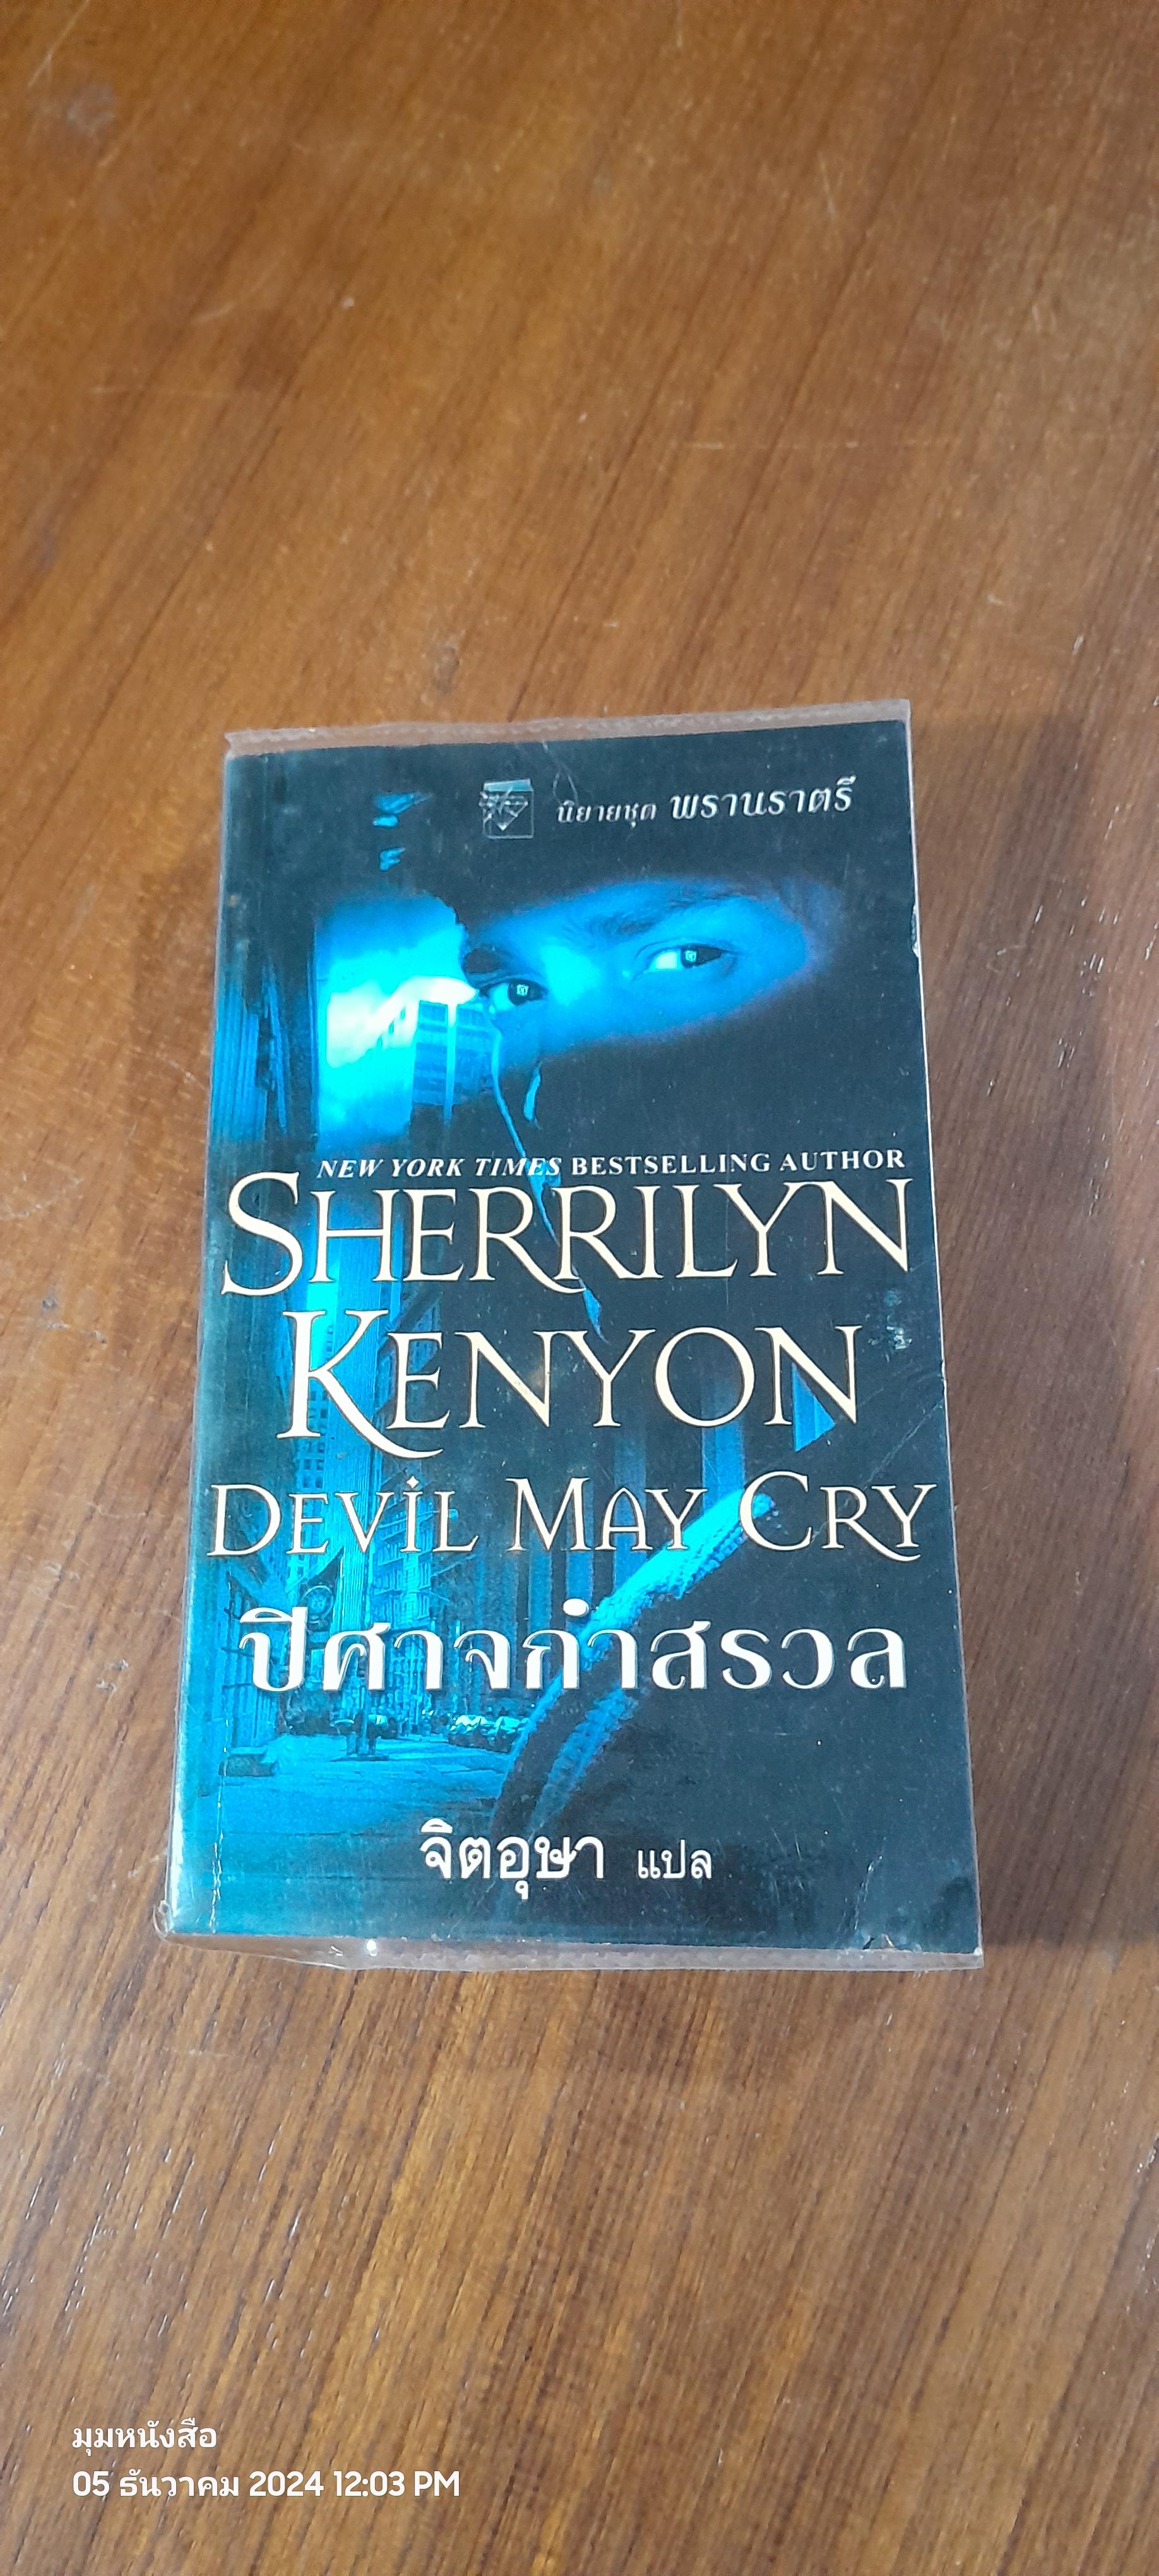 นิยายชุด พรานราตรี
NEW YORK TIMES BESTSELLING AUTHOR
SHERRILYN
KENYON
DEVIL MAY CRY
ปีศาจกำสรวล
จิตอุษา แปล
มุมหนังสือ
05 ธันวาคม 2024 12:03 PM